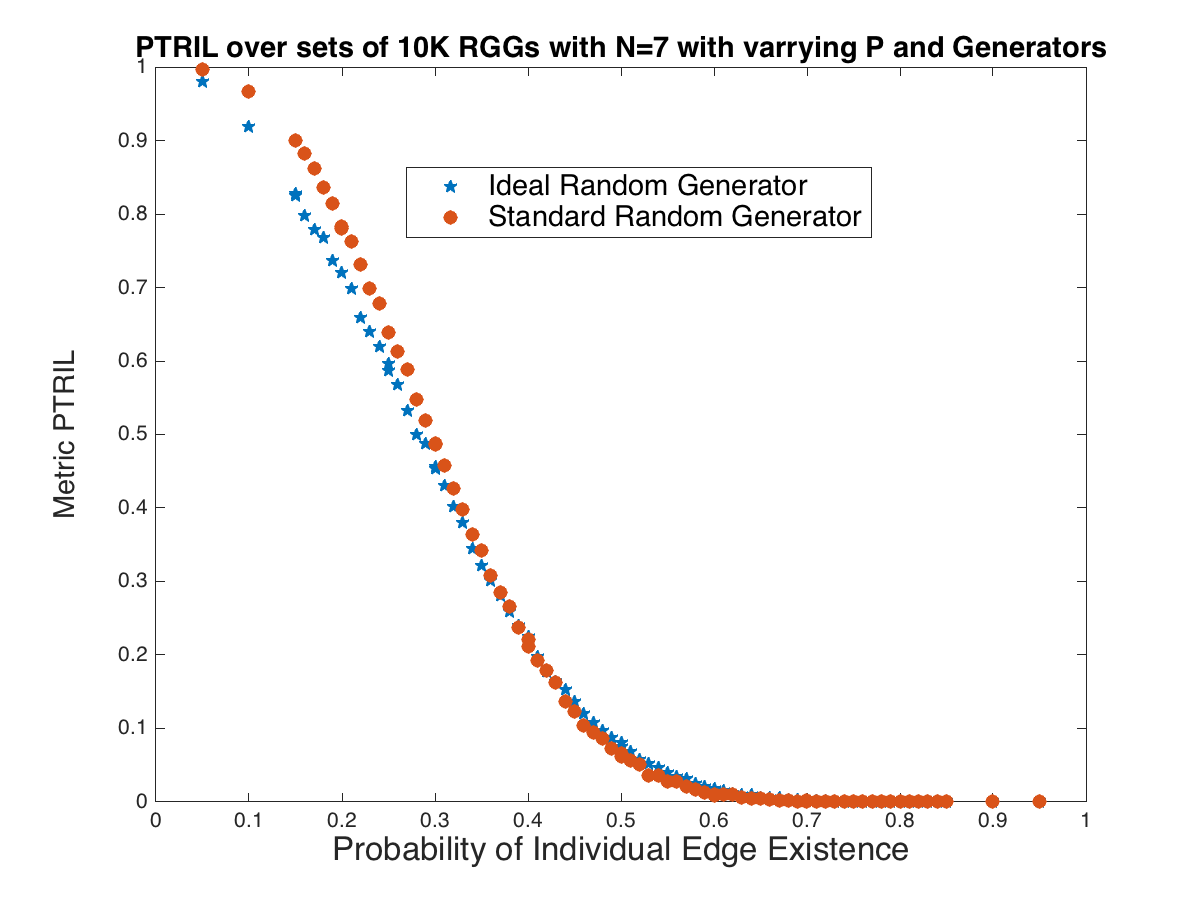 PTRIL over sets of 10K RGGs with N=7 with varrying P and Generators
1
0.9
0.8
0.7
0.6
0.5
0.4
0.3
0.2
0.1
0
Metric PTRIL
Ideal Random Generator
Standard Random Generator
0 0.1 0.2 0.3 0.4 0.5 0.6 0.7 0.8 0.9 1
Probability of Individual Edge Existence